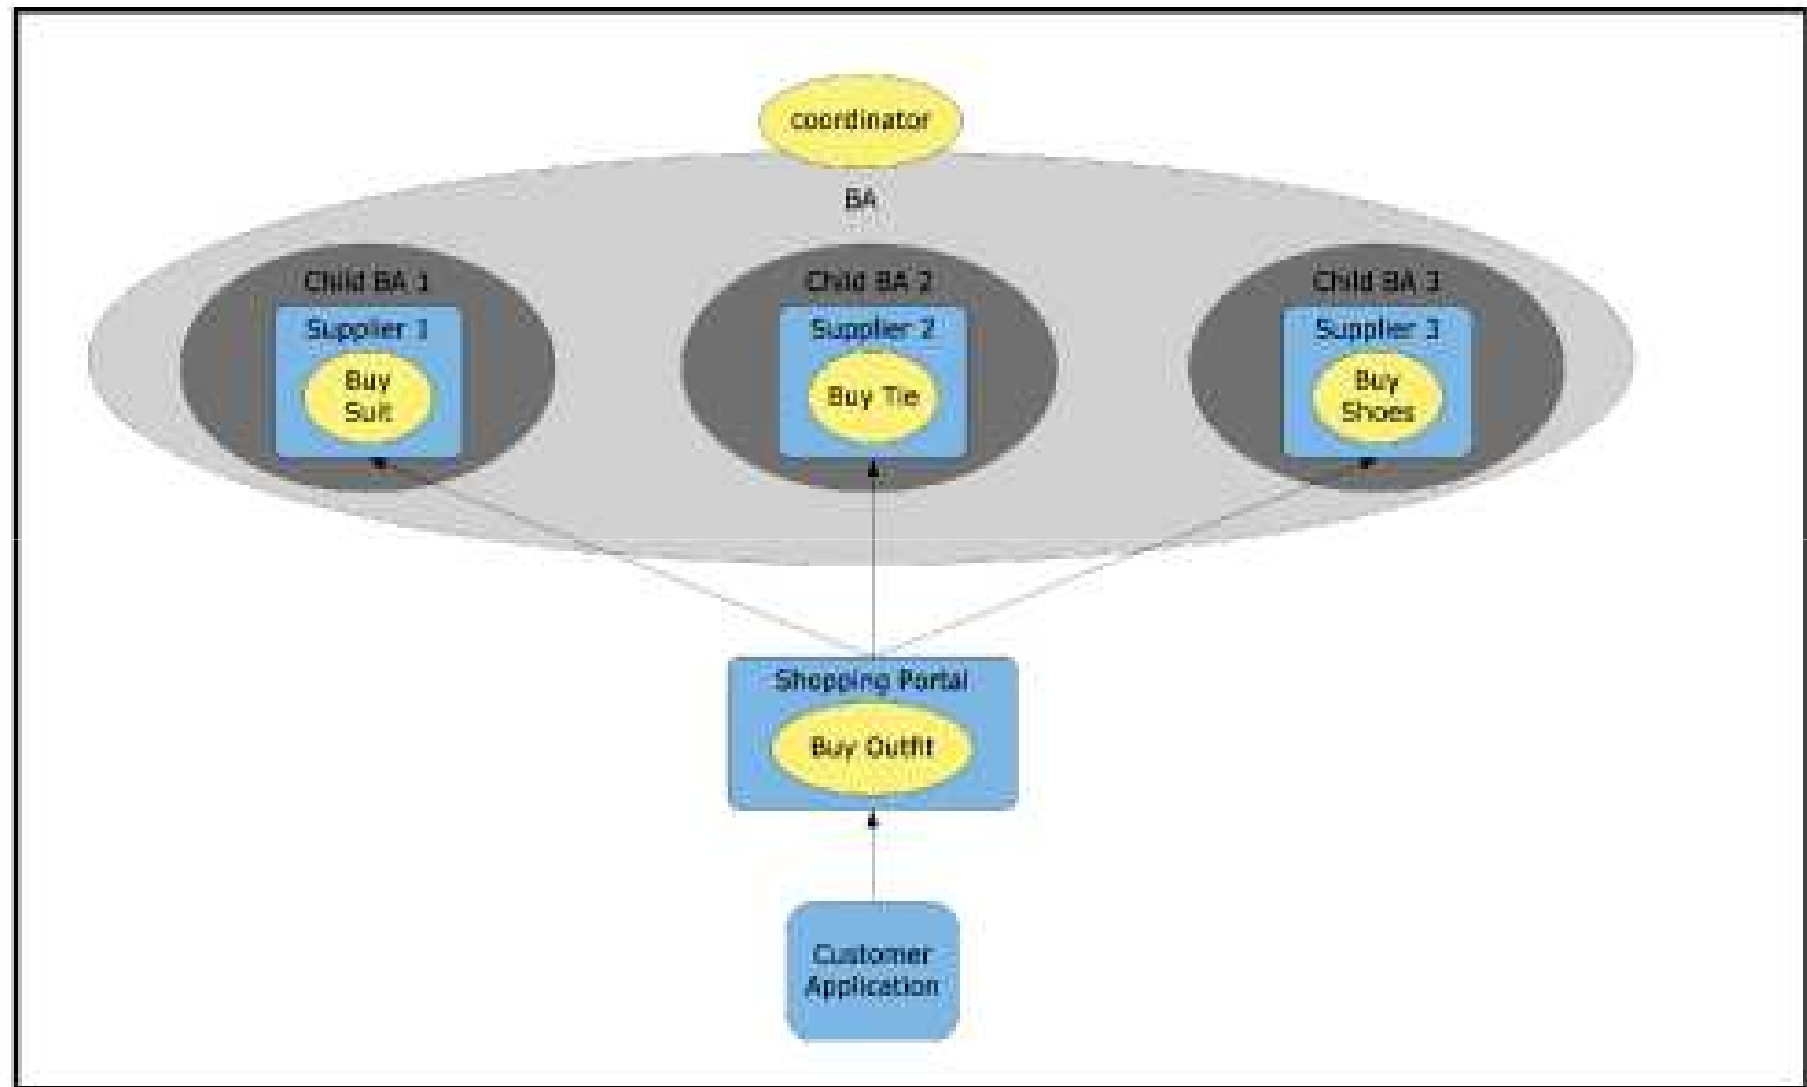 coordinator
BA
Child BA 1
Child BA 2
Child BA 3
Supplier 1
Supplier 2
Supplier 3
Buy
Suit
Buy Tie
Buy
Shoes
Shopping Portal
Buy Outfit
Customer
Application